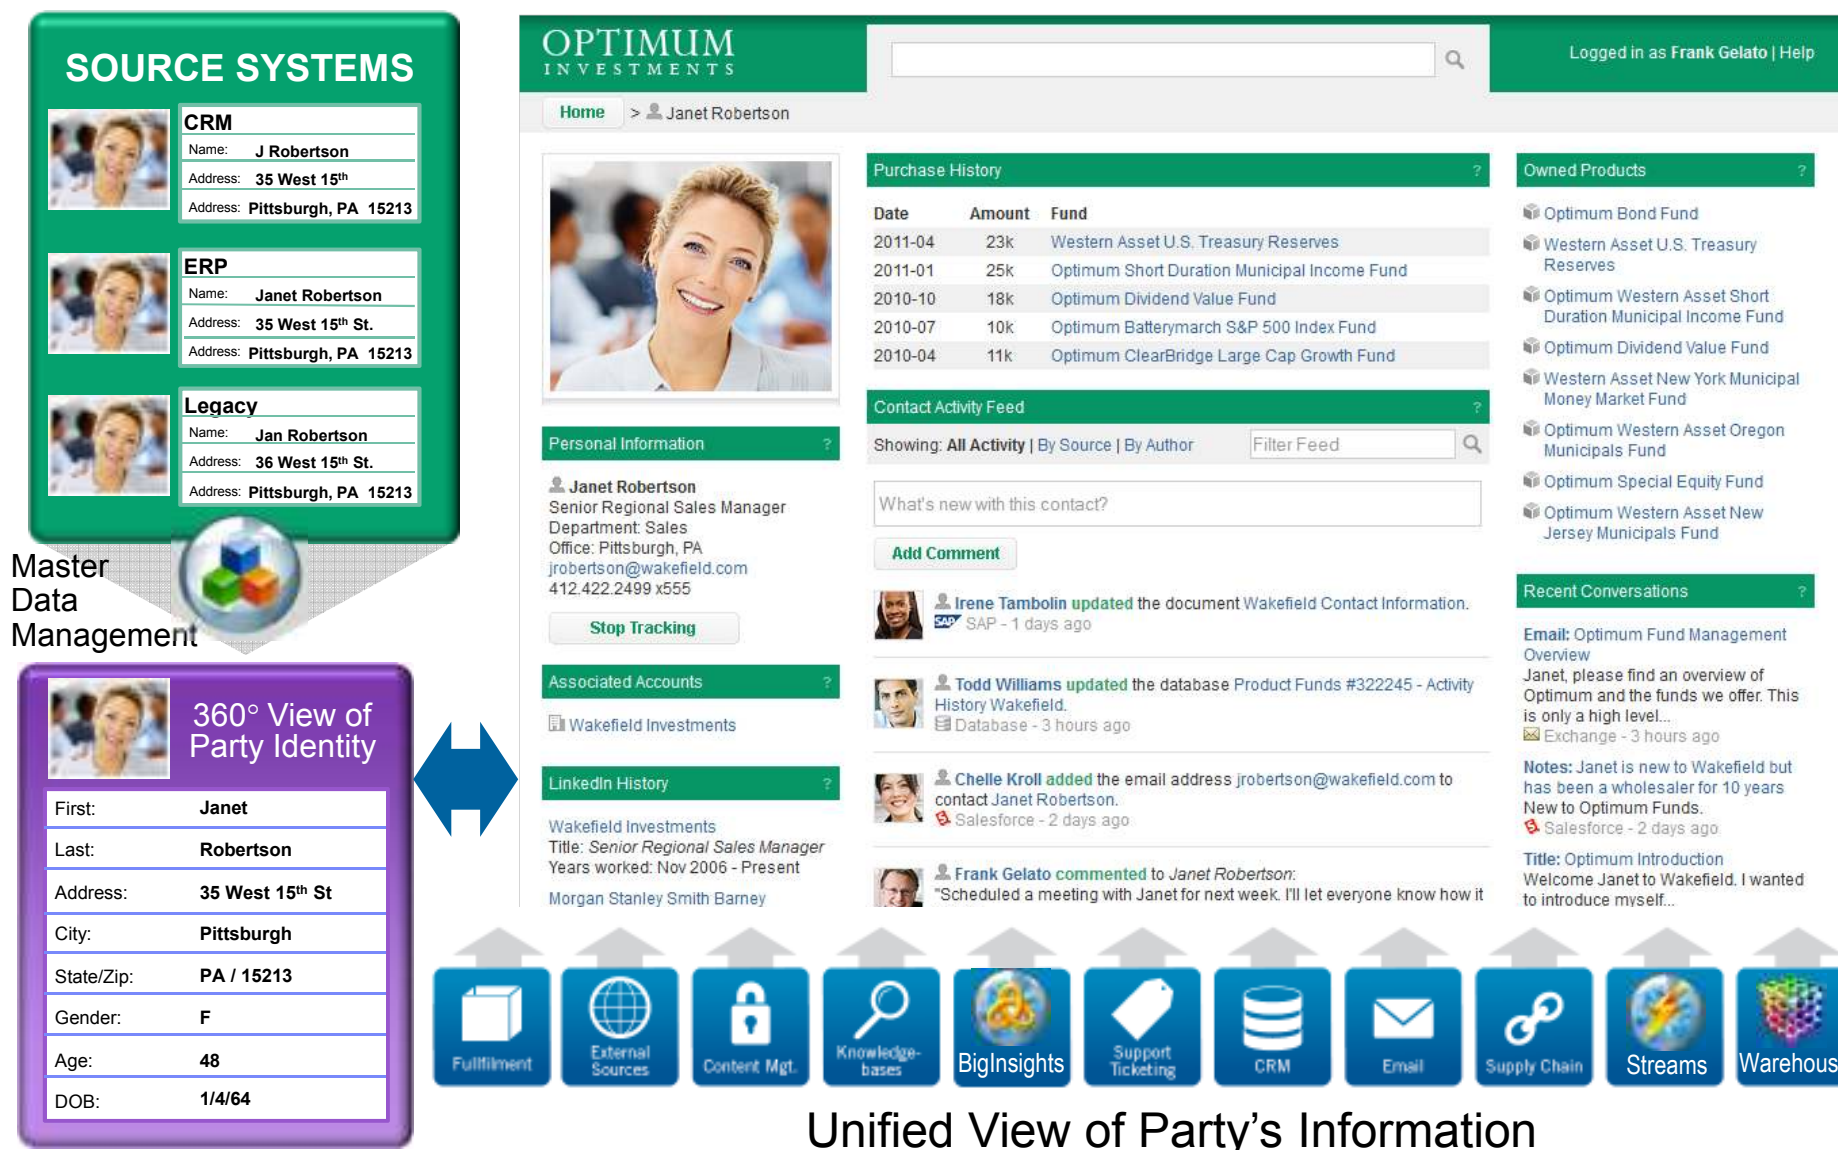 SOURCE SYSTEMS
CRM
Name: J Robertson
Address: 35 West 15th
Address: Pittsburgh, PA 15213
ERP
Name: Janet Robertson
Address: 35 West 15th St.
Address: Pittsburgh, PA 15213
Legacy
Name: Jan Robertson
Address: 36 West 15th St.
Address: Pittsburgh, PA 15213
Master
Data
Management
360° View of
Party Identity
First: Janet
Last: Robertson
Address: 35 West 15th St
City: Pittsburgh
State/Zip: PA / 15213
Gender: F
Age: 48
DOB: 1/4/64
OPTIMUM
INVESTMENTS
Logged in as Frank Gelato | Help
Home > Janet Robertson
Personal Information ?
Janet Robertson
Senior Regional Sales Manager
Department: Sales
Office: Pittsburgh, PA
jrobertson@wakefield.com
412.422.2499 x555
Stop Tracking
Associated Accounts ?
Wakefield Investments
LinkedIn History ?
Wakefield Investments
Title: Senior Regional Sales Manager
Years worked: Nov 2006 - Present
Morgan Stanley Smith Barney
Purchase History ?
Date Amount Fund
2011-04 23k Western Asset U.S. Treasury Reserves
2011-01 25k Optimum Short Duration Municipal Income Fund
2010-10 18k Optimum Dividend Value Fund
2010-07 10k Optimum Batterymarch S&P 500 Index Fund
2010-04 11k Optimum ClearBridge Large Cap Growth Fund
Contact Activity Feed ?
Showing: All Activity | By Source | By Author Filter Feed
What's new with this contact?
Add Comment
Irene Tambolin updated the document Wakefield Contact Information.
SAP SAP - 1 days ago
Todd Williams updated the database Product Funds #322245 - Activity
History Wakefield.
Database - 3 hours ago
Chelle Kroll added the email address jrobertson@wakefield.com to
contact Janet Robertson.
Salesforce - 2 days ago
Frank Gelato commented to Janet Robertson:
"Scheduled a meeting with Janet for next week. I'll let everyone know how it
Owned Products ?
Optimum Bond Fund
Western Asset U.S. Treasury
Reserves
Optimum Western Asset Short
Duration Municipal Income Fund
Optimum Dividend Value Fund
Western Asset New York Municipal
Money Market Fund
Optimum Western Asset Oregon
Municipals Fund
Optimum Special Equity Fund
Optimum Western Asset New
Jersey Municipals Fund
Recent Conversations ?
Email: Optimum Fund Management
Overview
Janet, please find an overview of
Optimum and the funds we offer. This
is only a high level...
Exchange - 3 hours ago
Notes: Janet is new to Wakefield but
has been a wholesaler for 10 years
New to Optimum Funds.
Salesforce - 2 days ago
Title: Optimum Introduction
Welcome Janet to Wakefield. I wanted
to introduce myself...
Fullfilment
External
Sources
Content Mgt.
Knowledge-
bases
BigInsights
Support
Ticketing
CRM
Email
Supply Chain
Streams
Warehous
Unified View of Party's Information